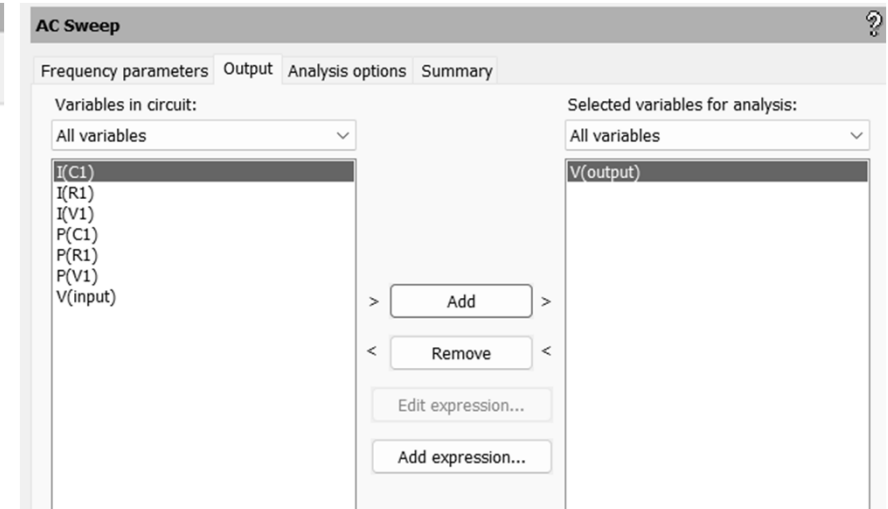 AC Sweep
?
Frequency parameters Output Analysis options Summary
Variables in circuit:
All variables
I(C1)
I(R1)
I(V1)
P(C1)
P(R1)
P(V1)
V(input)
> Add >
< Remove <
Edit expression...
Add expression...
Selected variables for analysis:
All variables
V(output)